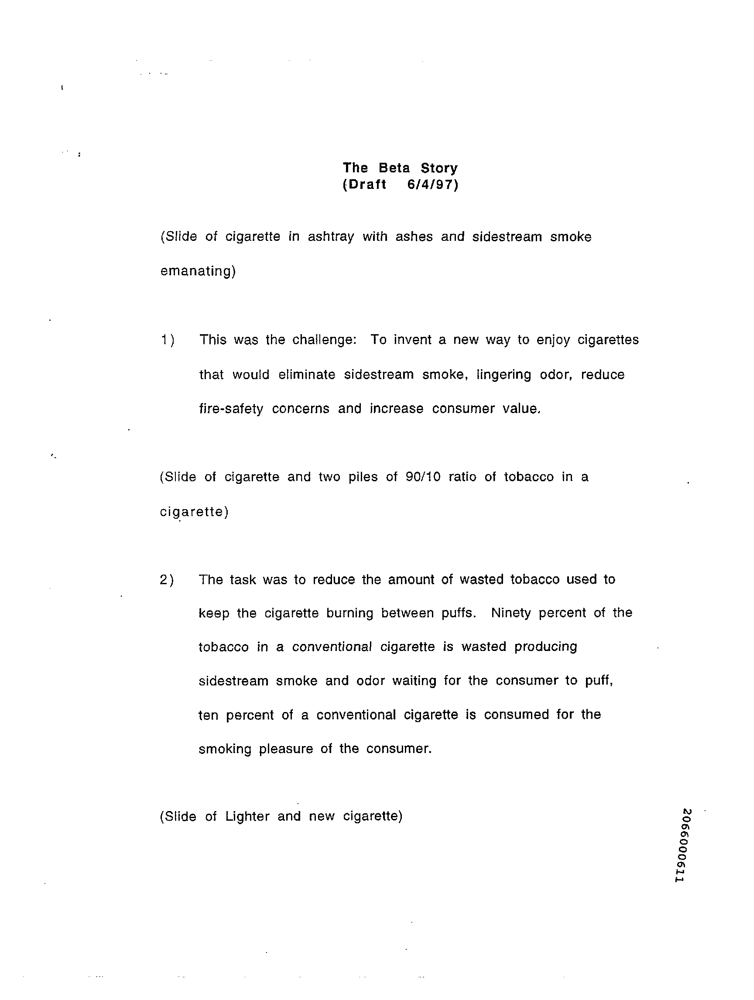 The Beta Story
(Draft 6/4/97)
(Slide of cigarette in ashtray with ashes and sidestream smoke
emanating)
1) This was the challenge: To invent a new way to enjoy cigarettes
that would eliminate sidestream smoke, lingering odor, reduce
fire-safety concerns and increase consumer value.
(Slide of cigarette and two piles of 90/10 ratio of tobacco in a
cigarette)
2) The task was to reduce the amount of wasted tobacco used to
keep the cigarette burning between puffs. Ninety percent of the
tobacco in a conventional cigarette is wasted producing
sidestream smoke and odor waiting for the consumer to puff,
ten percent of a conventional cigarette is consumed for the
smoking pleasure of the consumer.
(Slide of Lighter and new cigarette)
2066000611